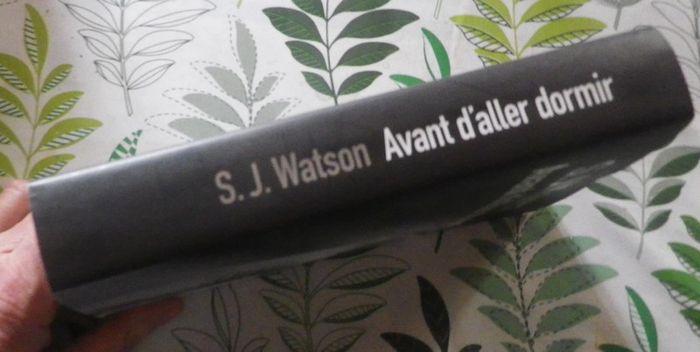 S. J. Watson Avant d'aller dormir